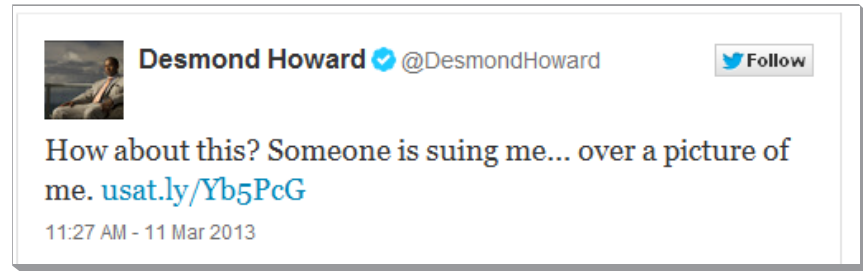 Desmond Howard @DesmondHoward Follow
How about this? Someone is suing me... over a picture of
me. usat.ly/Yb5PcG
11:27 AM - 11 Mar 2013